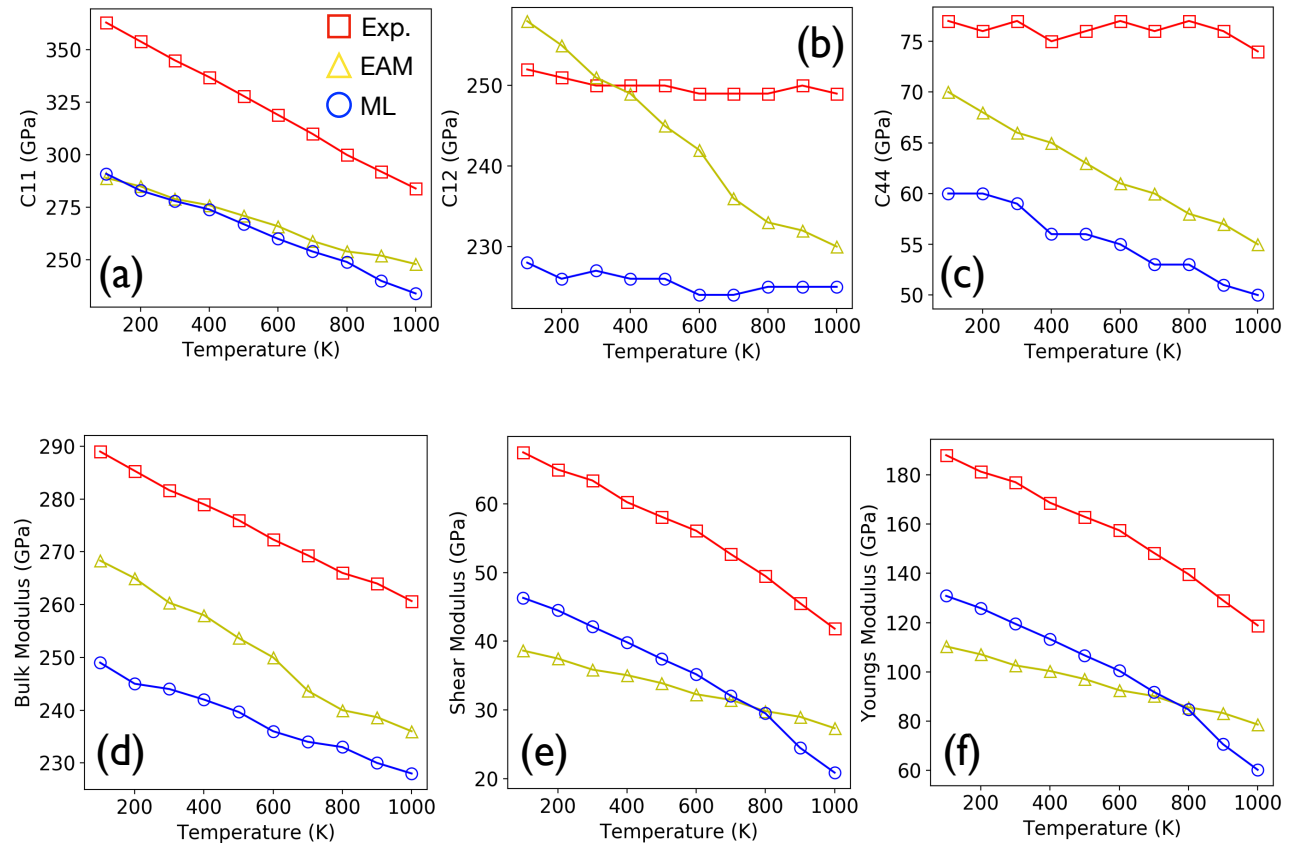 Exp.
EAM
ML
(a)
C11 (GPa)
350
325
300
275
250
200 400 600 800 1000
Temperature (K)
(b)
C12 (GPa)
250
240
230
200 400 600 800 1000
Temperature (K)
(c)
C44 (GPa)
75
70
65
60
55
50
200 400 600 800 1000
Temperature (K)
(d)
Bulk Modulus (GPa)
290
280
270
260
250
240
230
200 400 600 800 1000
Temperature (K)
(e)
Shear Modulus (GPa)
60
50
40
30
20
200 400 600 800 1000
Temperature (K)
(f)
Youngs Modulus (GPa)
180
160
140
120
100
80
60
200 400 600 800 1000
Temperature (K)